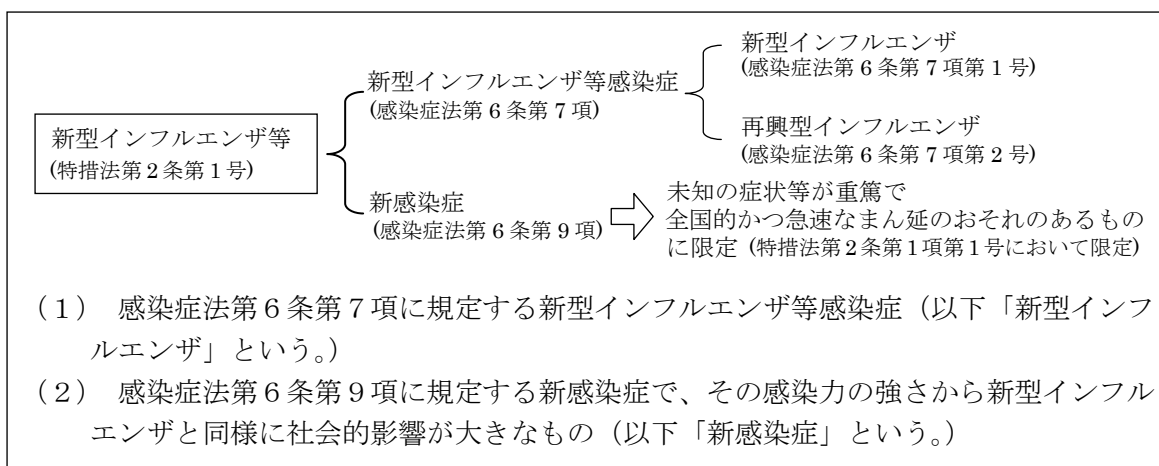 新型インフルエンザ等
(特措法第2条第1号)
新型インフルエンザ等感染症
(感染症法第6条第7項)
新型インフルエンザ
(感染症法第6条第7項第1号)
再興型インフルエンザ
(感染症法第6条第7項第2号)
新感染症
(感染症法第6条第9項)
未知の症状等が重篤で
全国的かつ急速なまん延のおそれのあるもの
に限定 (特措法第2条第1項第1号において限定)
(1) 感染症法第6条第7項に規定する新型インフルエンザ等感染症(以下「新型インフ
ルエンザ」という。)
(2) 感染症法第6条第9項に規定する新感染症で、その感染力の強さから新型インフル
エンザと同様に社会的影響が大きなもの(以下「新感染症」という。)